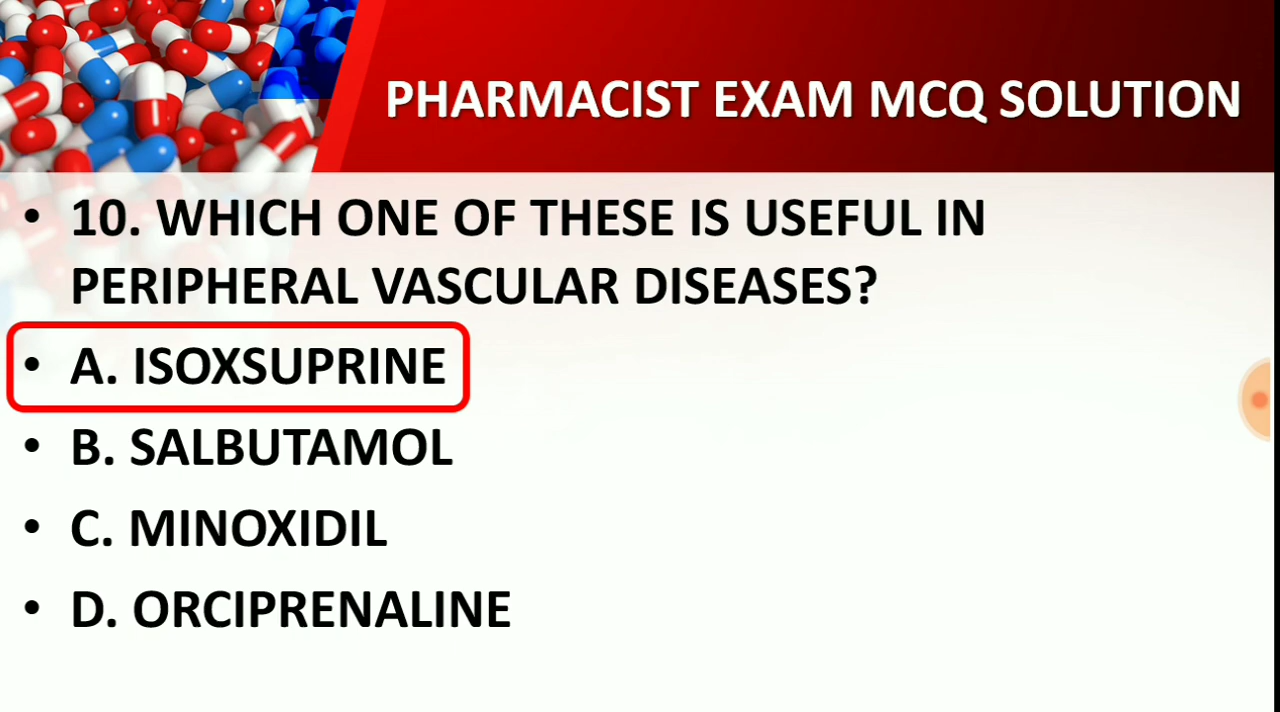 PHARMACIST EXAM MCQ SOLUTION
• 10. WHICH ONE OF THESE IS USEFUL IN
PERIPHERAL VASCULAR DISEASES?
• A. ISOXSUPRINE
• B. SALBUTAMOL
• C. MINOXIDIL
• D. ORCIPRENALINE